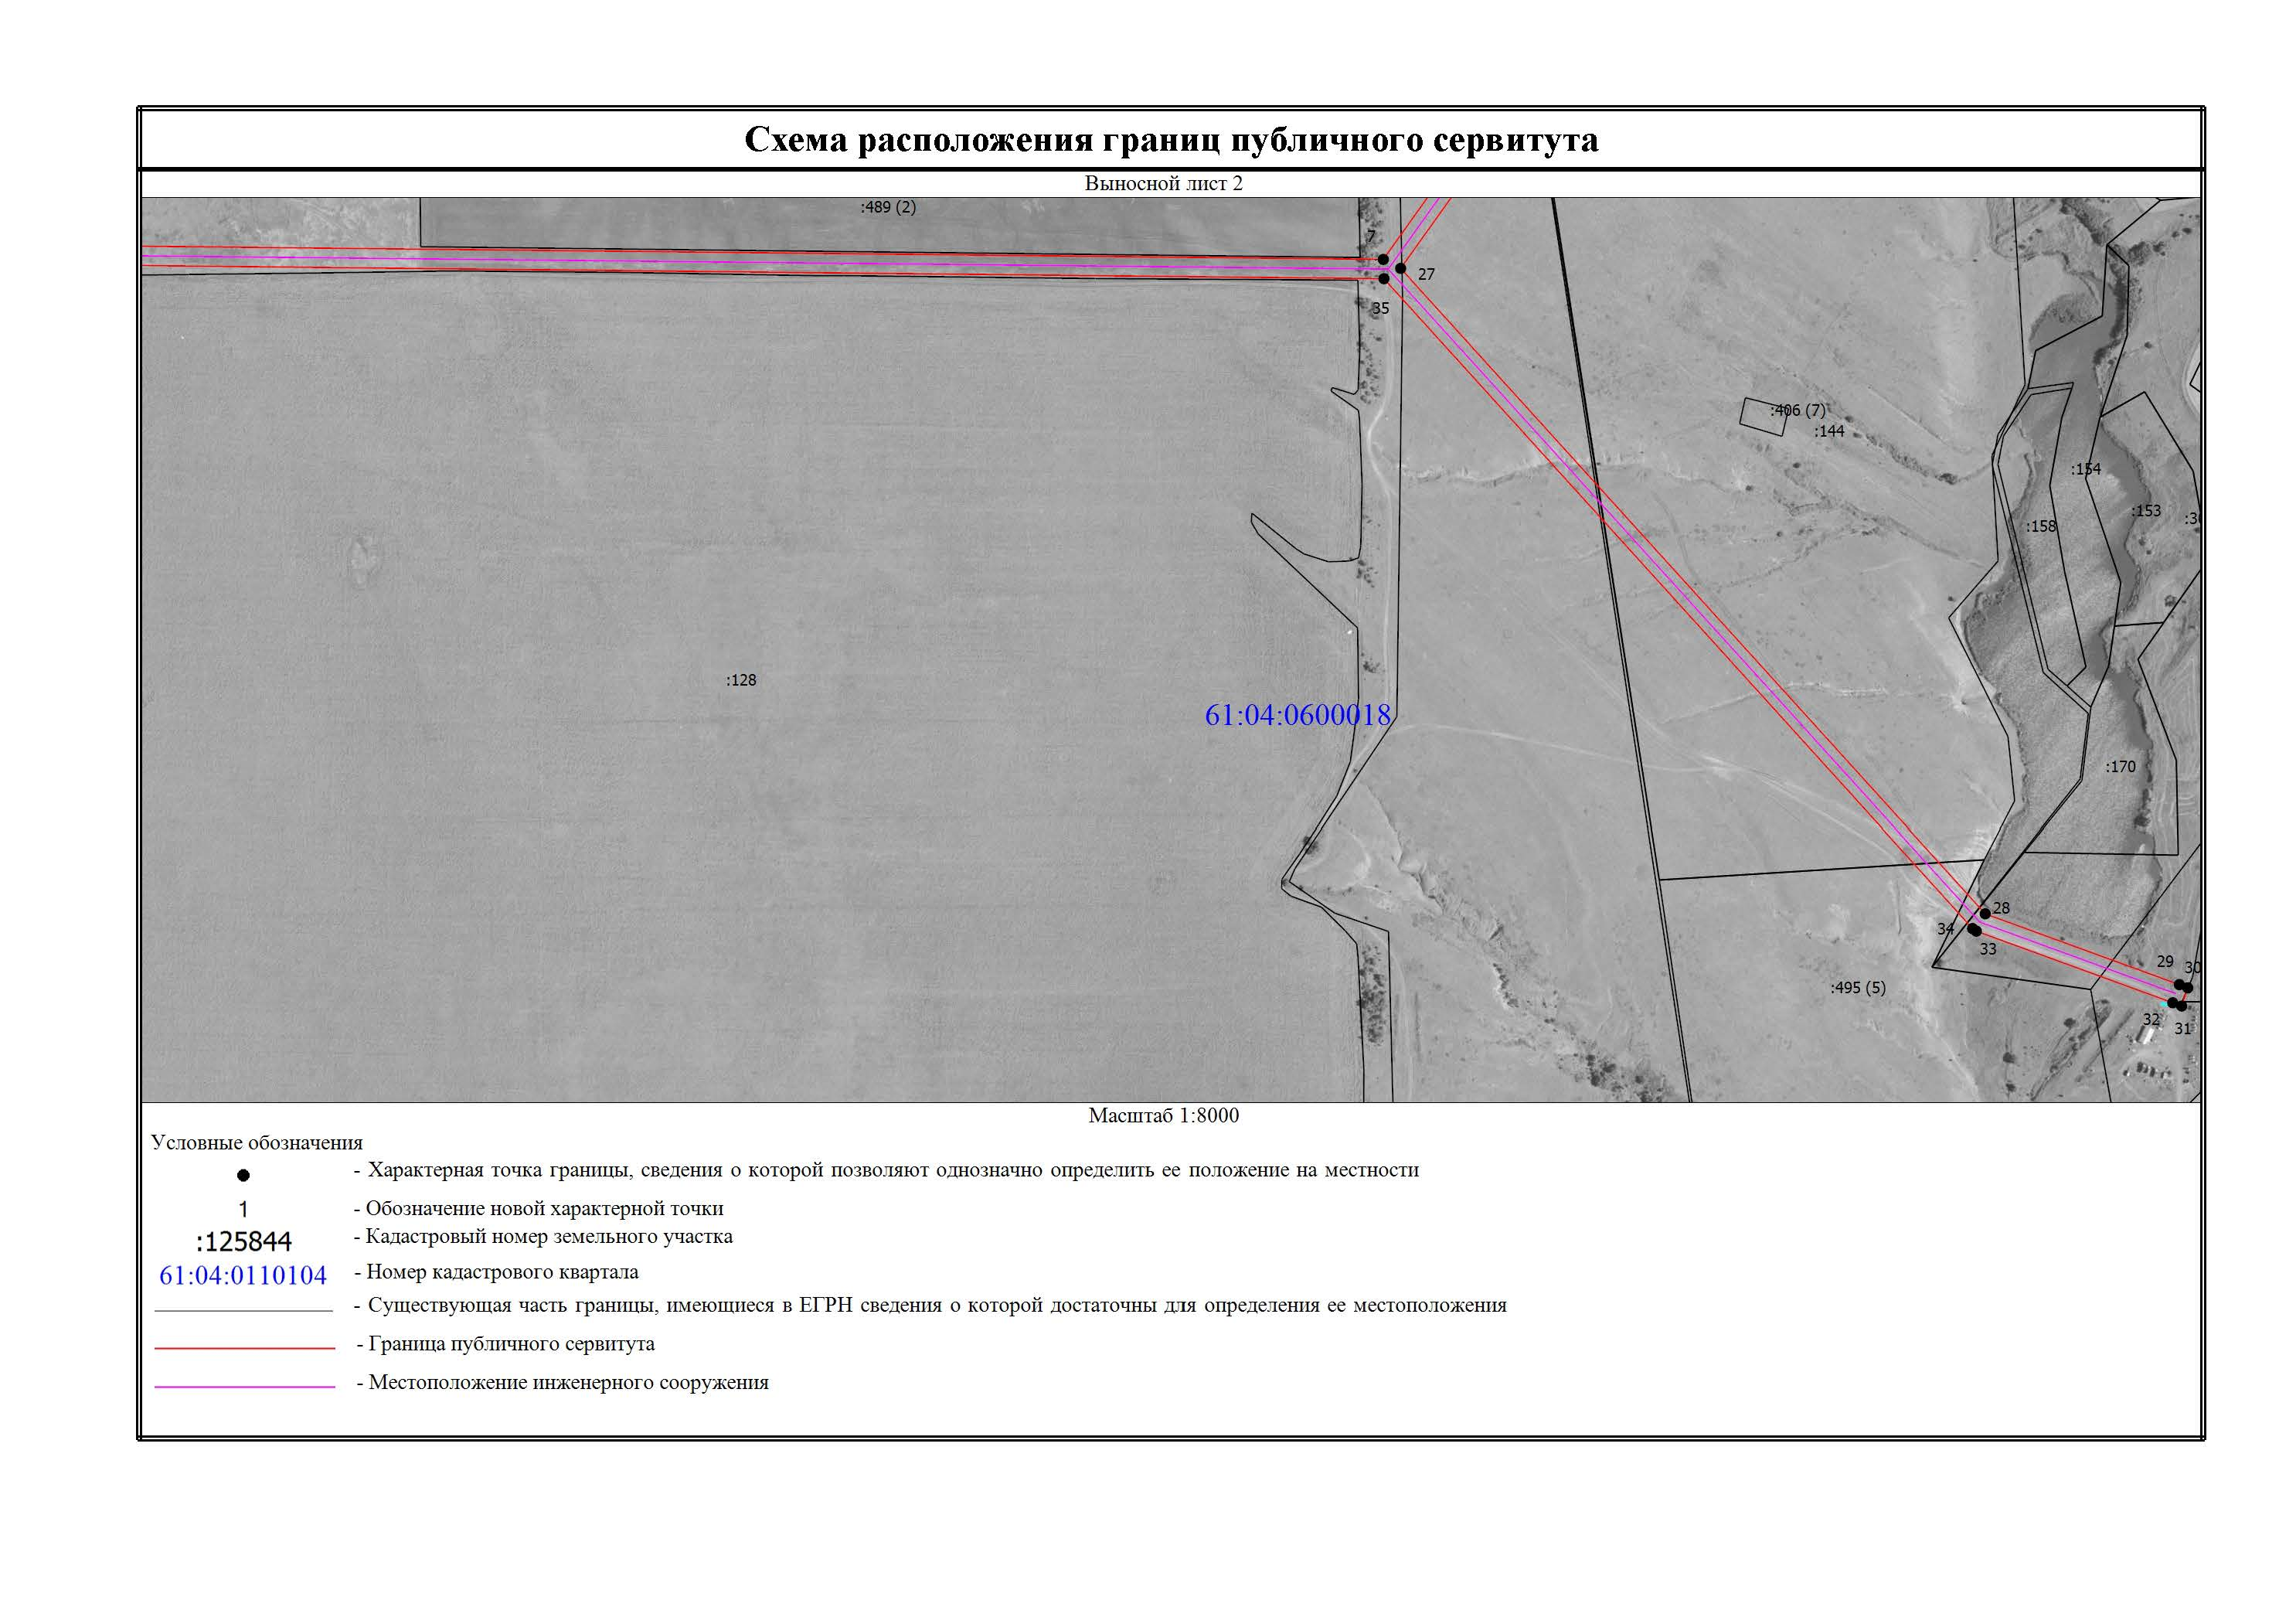 Схема расположения границ публичного сервитута
Выносной лист 2
:489 (2)
7
27
35
:406 (7)
:144
:154
:153
:158
:128
61:04:0600018
:170
28
34
33
29
30
:495 (5)
32
31
Масштаб 1:8000
Условные обозначения
- Характерная точка границы, сведения о которой позволяют однозначно определить ее положение на местности
1 - Обозначение новой характерной точки
:125844 - Кадастровый номер земельного участка
61:04:0110104 - Номер кадастрового квартала
- Существующая часть границы, имеющиеся в ЕГРН сведения о которой достаточны для определения ее местоположения
- Граница публичного сервитута
- Местоположение инженерного сооружения